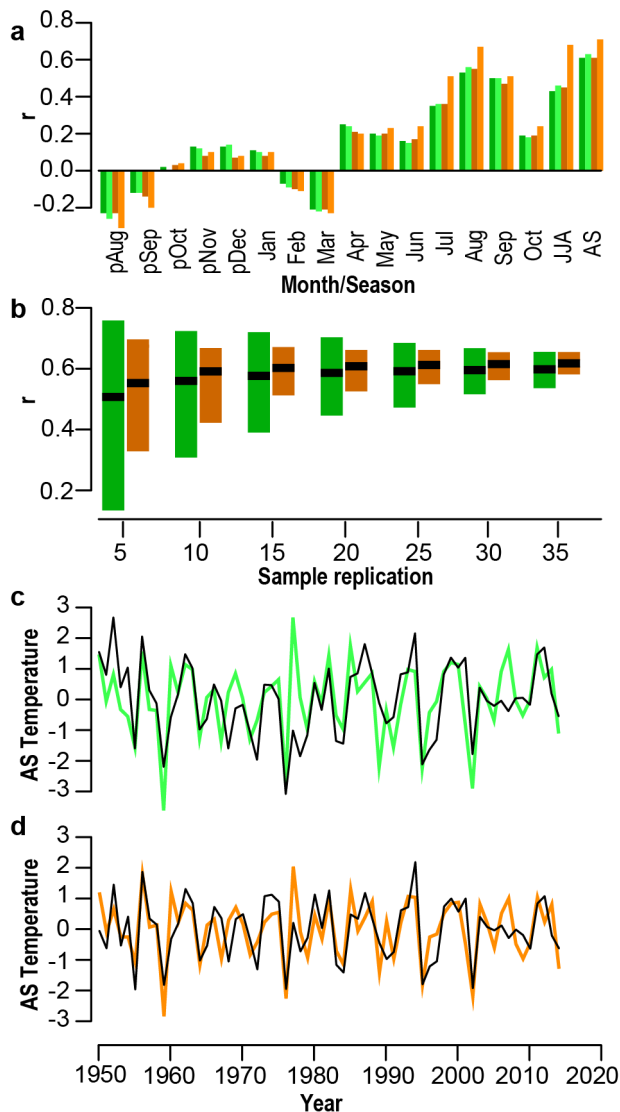 a
0.8
0.6
0.4
0.2
0.0
-0.2
r
pAug pSep pOct pNov pDec Jan Feb Mar Apr May Jun Jul Aug Sep Oct JJA AS
Month/Season
b
0.8
0.6
0.4
0.2
r
5 10 15 20 25 30 35
Sample replication
c
3
2
1
0
-1
-2
-3
AS Temperature
d
3
2
1
0
-1
-2
-3
AS Temperature
1950 1960 1970 1980 1990 2000 2010 2020
Year